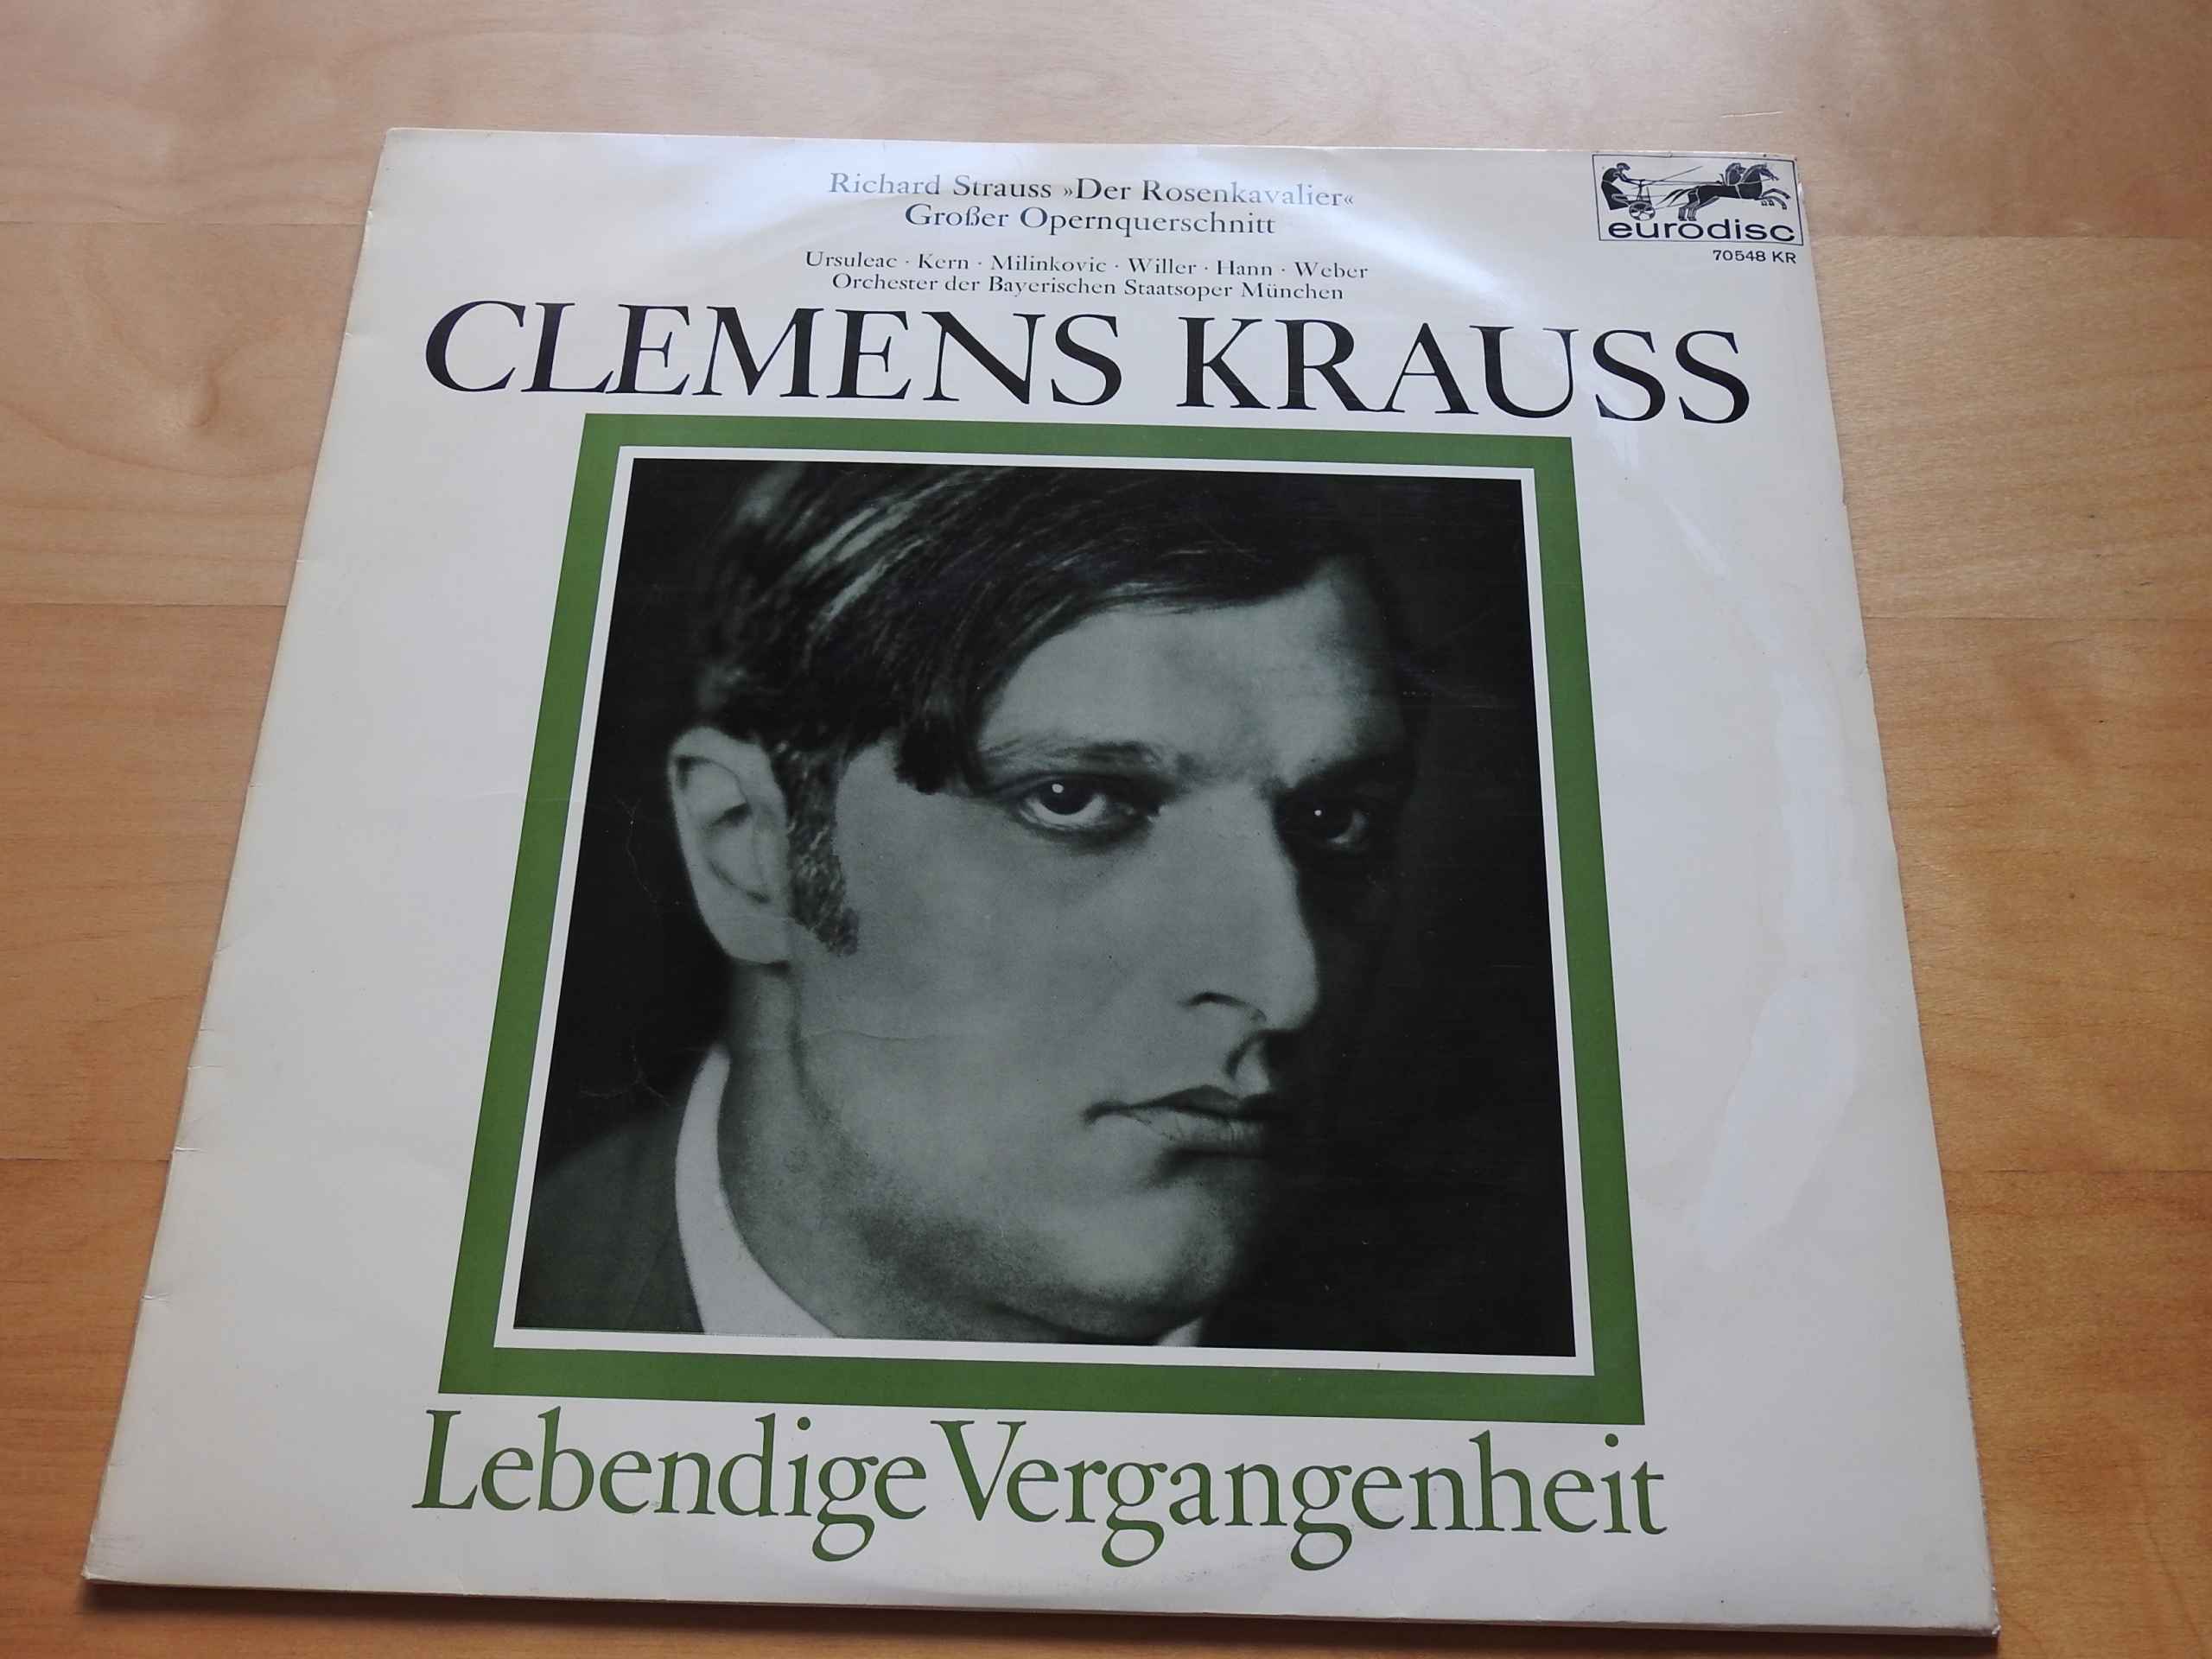 Richard Strauss »Der Rosenkavalier«
Großer Opernquerschnitt
eurodisc
70548 KR
Ursuleac · Kern · Milinkovic · Willer · Hann · Weber
Orchester der Bayerischen Staatsoper München
CLEMENS KRAUSS
Lebendige Vergangenheit